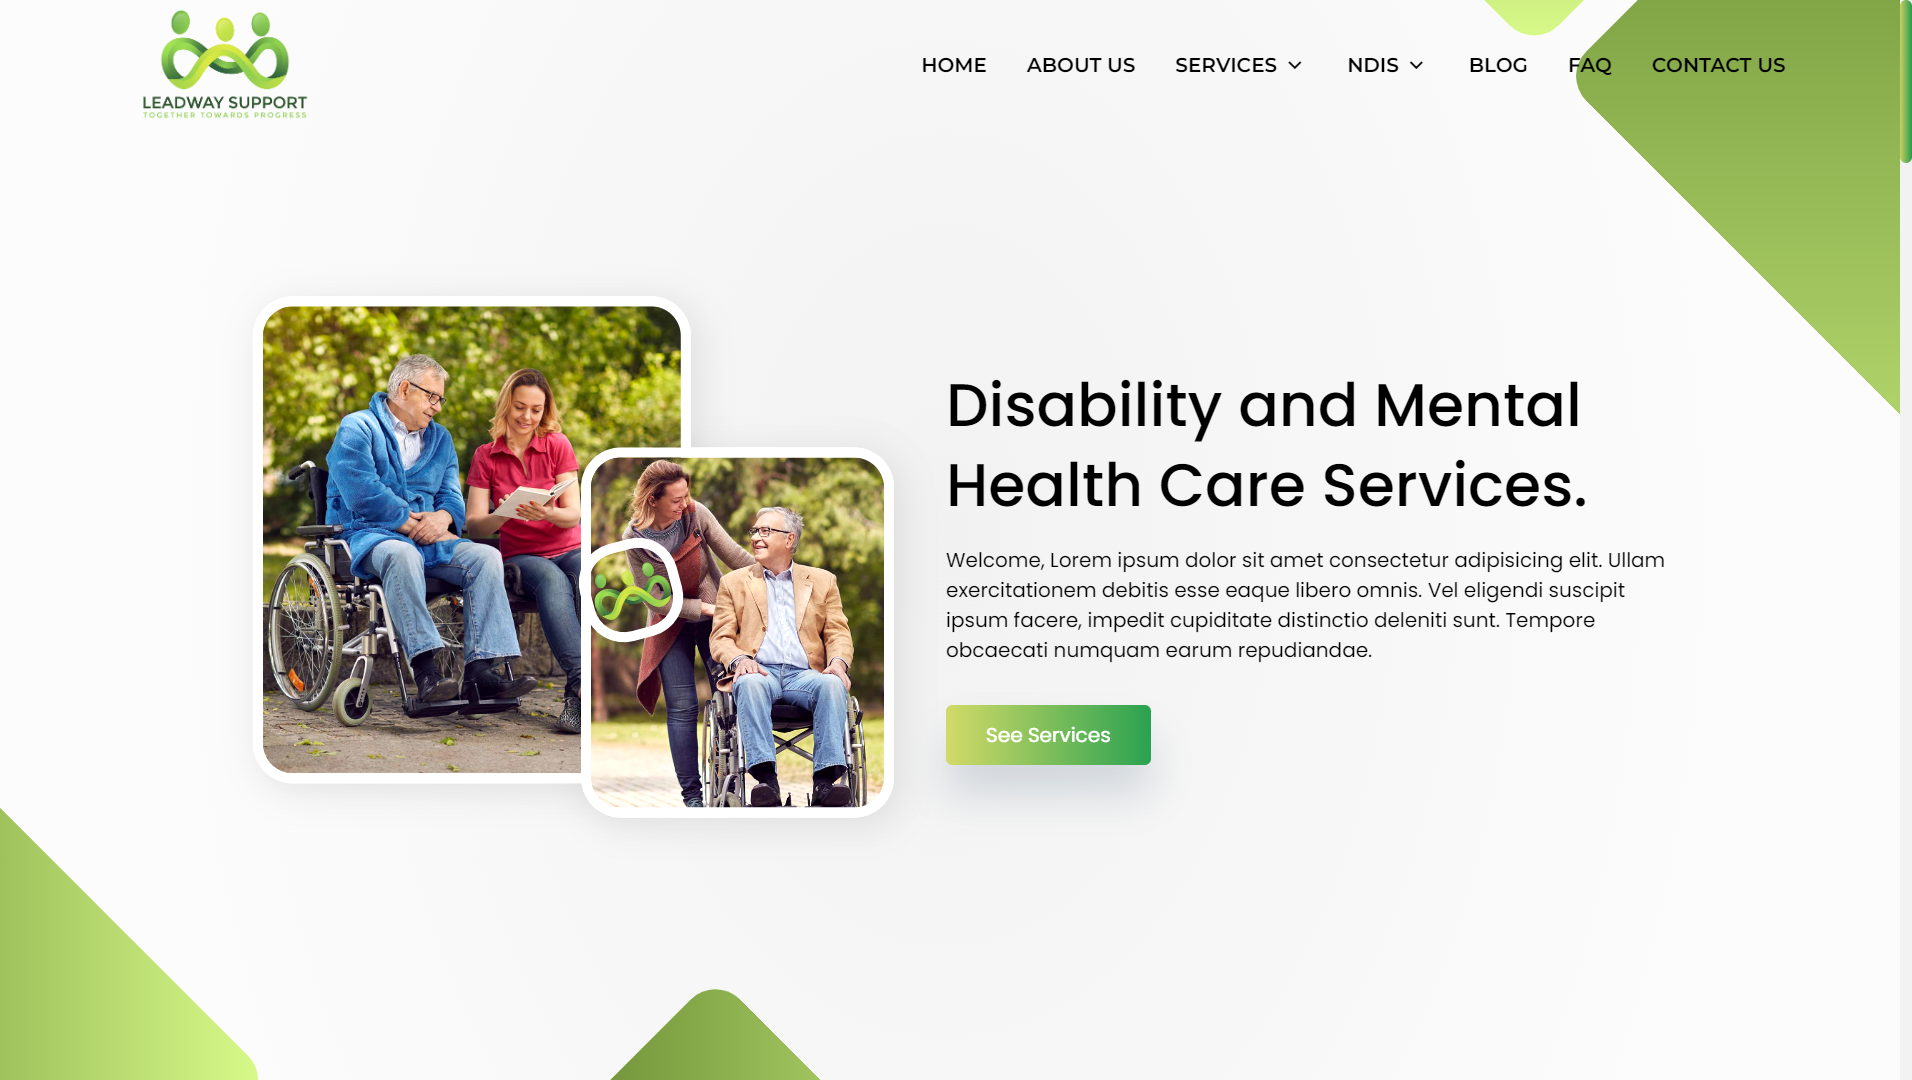 LEADWAY SUPPORT
TOGETHER TOWARDS PROGRESS
HOME ABOUT US SERVICES NDIS BLOG FAQ CONTACT US
Disability and Mental
Health Care Services.
Welcome, Lorem ipsum dolor sit amet consectetur adipisicing elit. Ullam
exercitationem debitis esse eaque libero omnis. Vel eligendi suscipit
ipsum facere, impedit cupiditate distinctio deleniti sunt. Tempore
obcaecati numquam earum repudiandae.
See Services